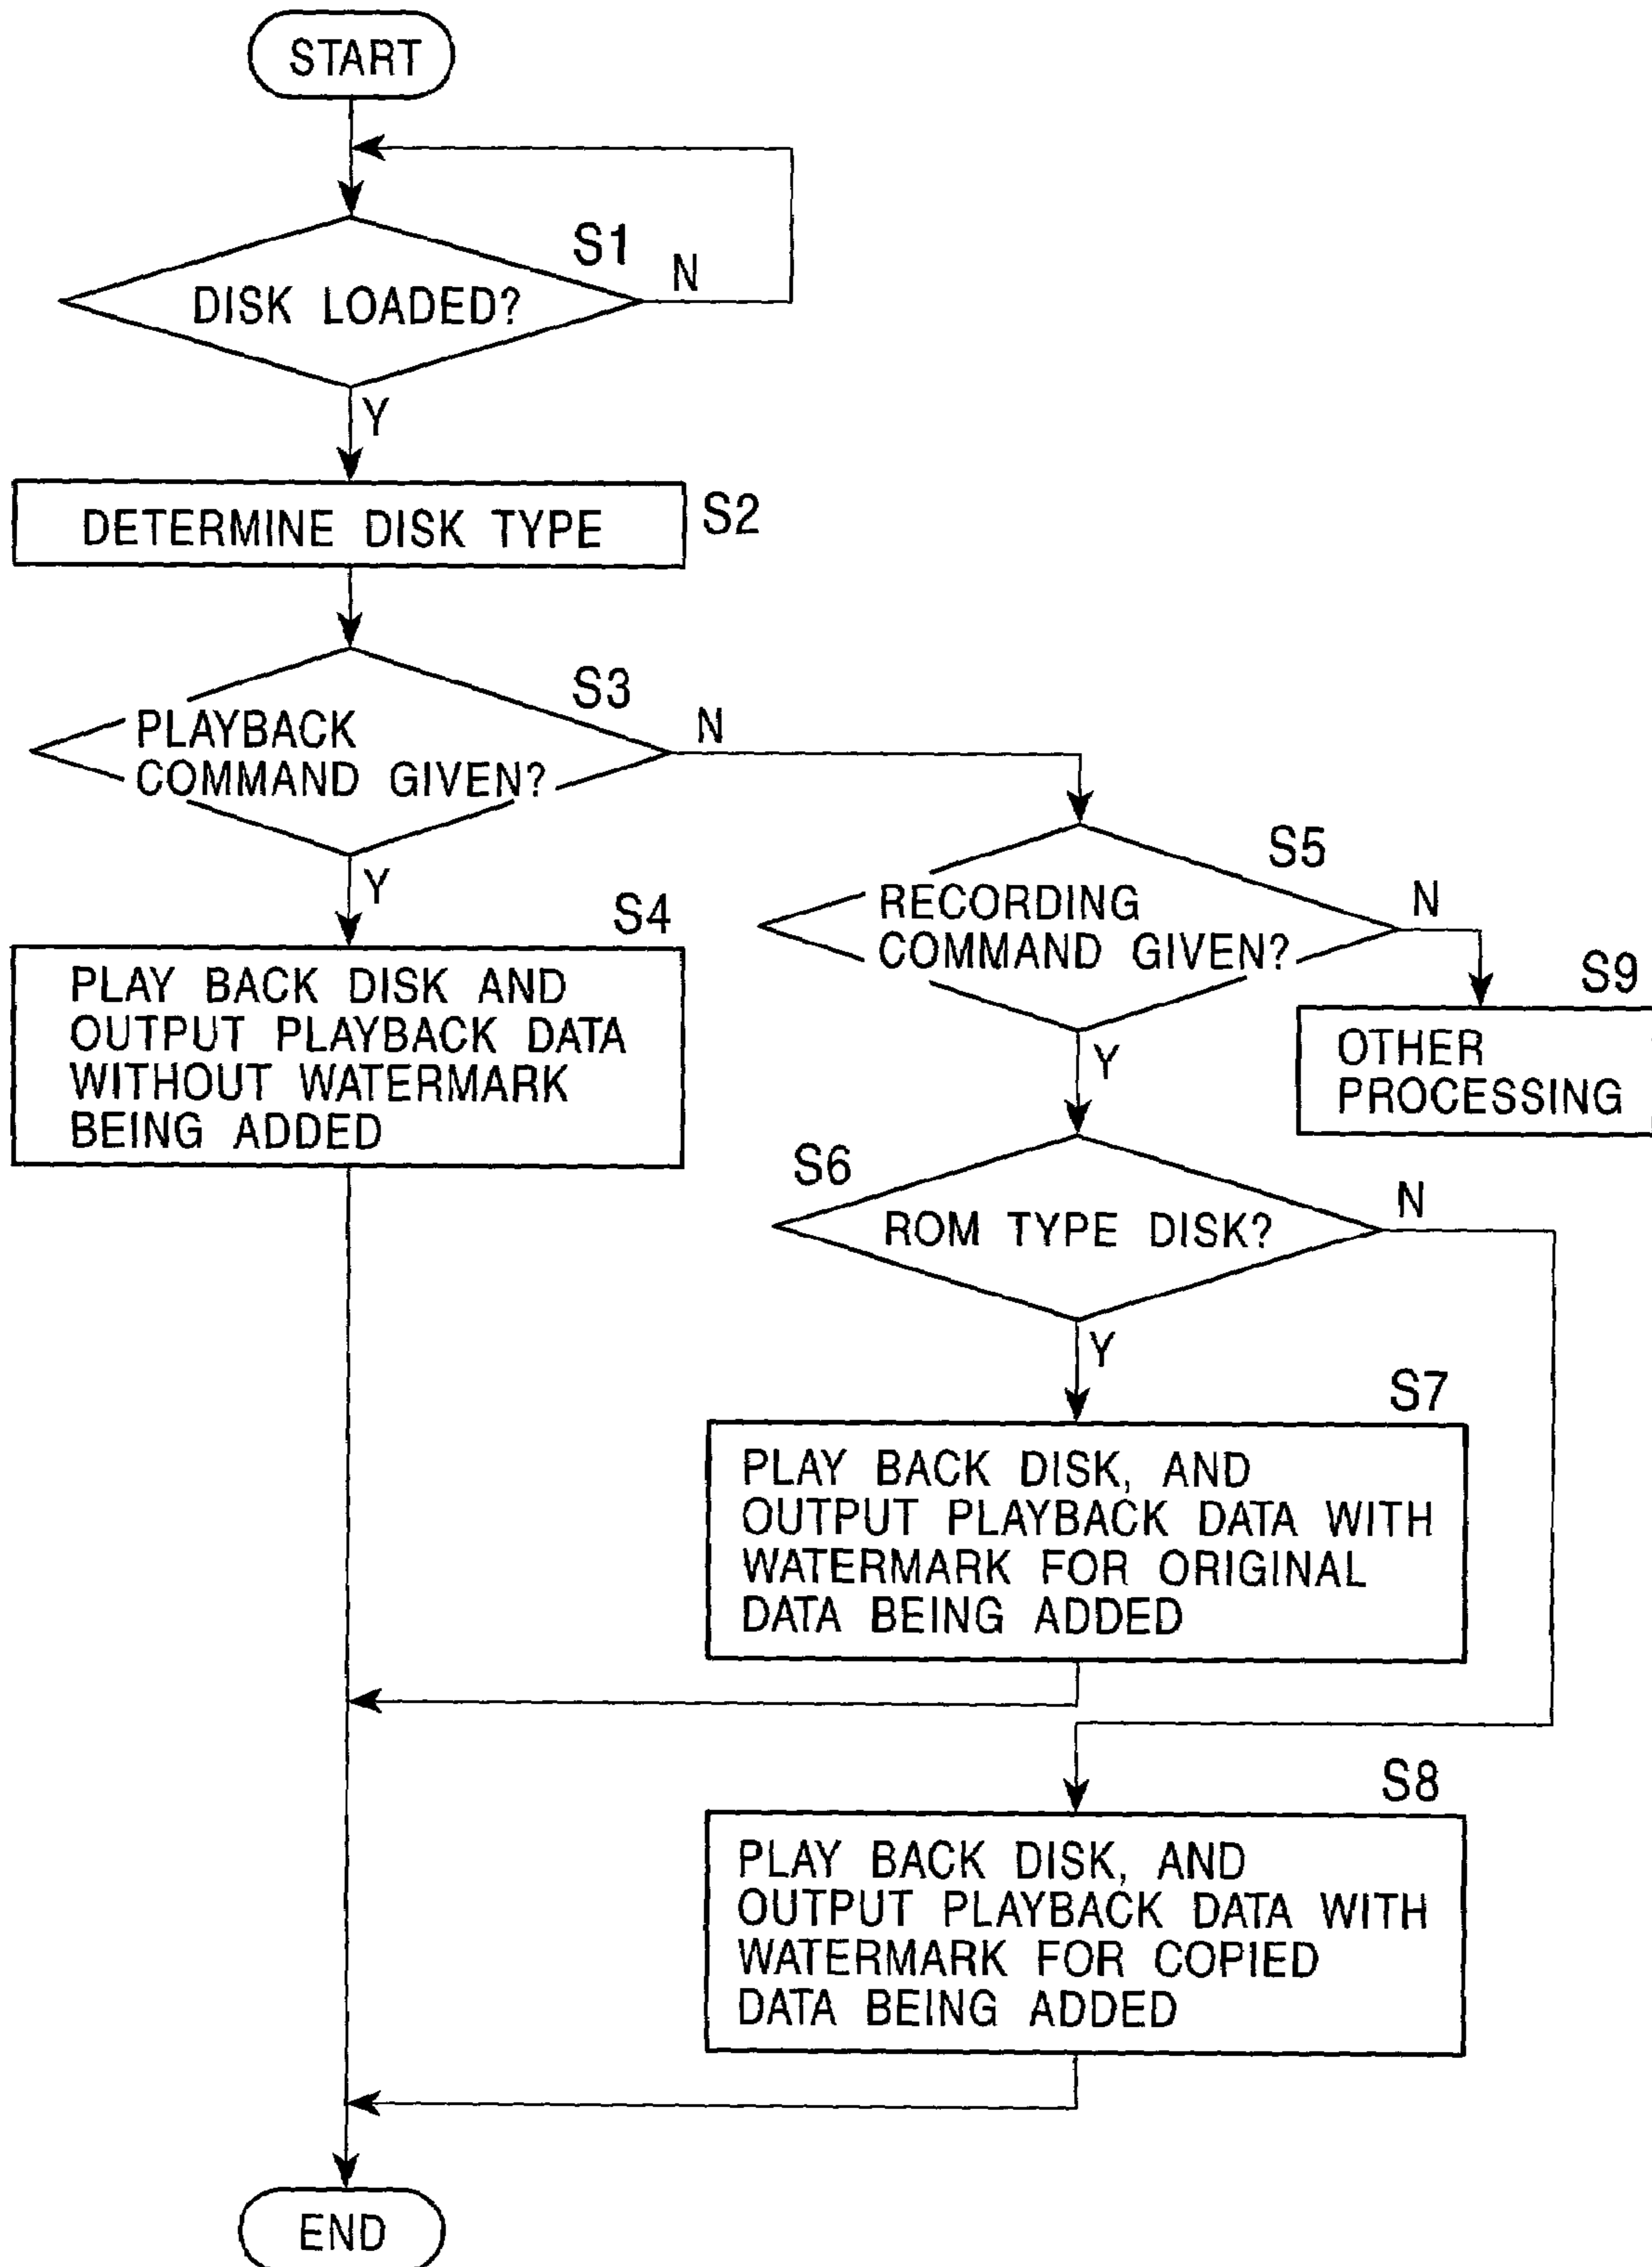 START
S1
N
DISK LOADED?
Y
DETERMINE DISK TYPE
S2
S3
N
PLAYBACK
COMMAND GIVEN?
Y
S4
PLAY BACK DISK AND
OUTPUT PLAYBACK DATA
WITHOUT WATERMARK
BEING ADDED
S5
N
RECORDING
COMMAND GIVEN?
Y
S9
OTHER
PROCESSING
S6
N
ROM TYPE DISK?
Y
S7
PLAY BACK DISK, AND
OUTPUT PLAYBACK DATA WITH
WATERMARK FOR ORIGINAL
DATA BEING ADDED
S8
PLAY BACK DISK, AND
OUTPUT PLAYBACK DATA WITH
WATERMARK FOR COPIED
DATA BEING ADDED
END